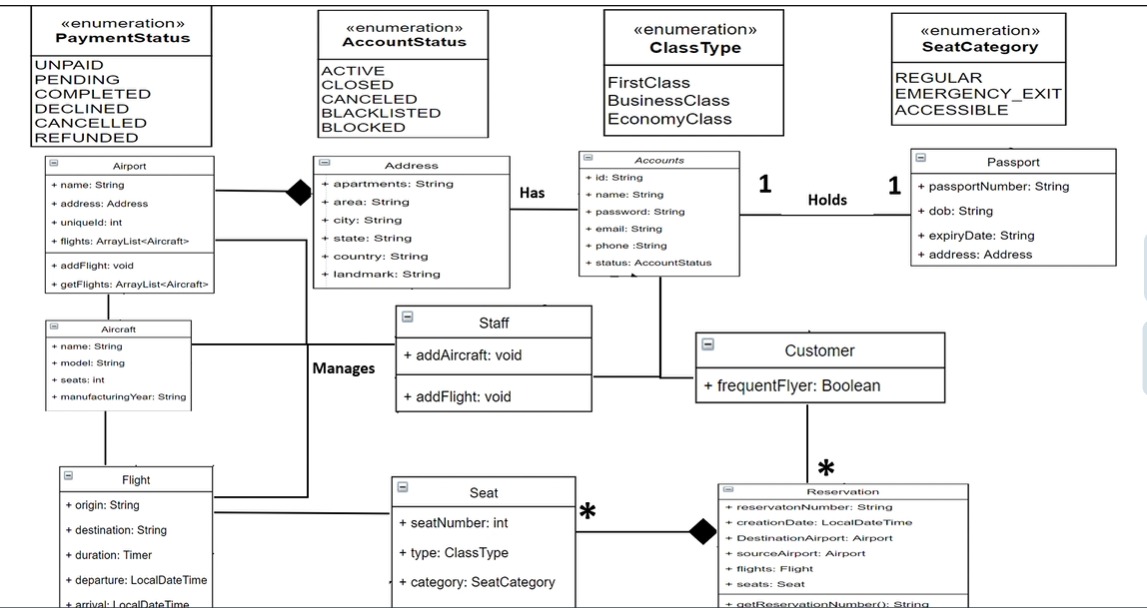 «enumeration»
PaymentStatus
UNPAID
PENDING
COMPLETED
DECLINED
CANCELLED
REFUNDED
«enumeration»
AccountStatus
ACTIVE
CLOSED
CANCELED
BLACKLISTED
BLOCKED
«enumeration»
ClassType
FirstClass
BusinessClass
EconomyClass
«enumeration»
SeatCategory
REGULAR
EMERGENCY_EXIT
ACCESSIBLE
Airport
+ name: String
+ address: Address
+ uniqueId: int
+ flights: ArrayList<Aircraft>
+ addFlight: void
+ getFlights: ArrayList<Aircraft>
Address
+ apartments: String
+ area: String
+ city: String
+ state: String
+ country: String
+ landmark: String
Has
Accounts
+ id: String
+ name: String
+ password: String
+ email: String
+ phone :String
+ status: AccountStatus
1
Holds
1
Passport
+ passportNumber: String
+ dob: String
+ expiryDate: String
+ address: Address
Aircraft
+ name: String
+ model: String
+ seats: int
+ manufacturingYear: String
Manages
Staff
+ addAircraft: void
+ addFlight: void
Customer
+ frequentFlyer: Boolean
*
Flight
+ origin: String
+ destination: String
+ duration: Timer
+ departure: LocalDateTime
+ arrival: LocalDateTime
Seat
+ seatNumber: int
+ type: ClassType
+ category: SeatCategory
*
Reservation
+ reservatonNumber: String
+ creationDate: LocalDateTime
+ DestinationAirport: Airport
+ sourceAirport: Airport
+ flights: Flight
+ seats: Seat
+ getReservationNumber(): String